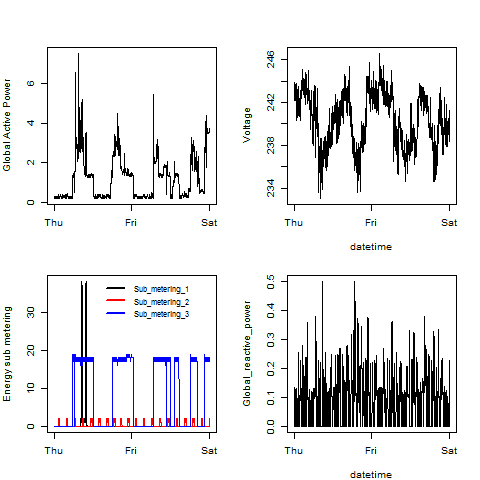 Global Active Power
0 2 4 6
Thu Fri Sat
Voltage
234 238 242 246
Thu Fri Sat
datetime
Energy sub metering
0 10 20 30
Sub_metering_1
Sub_metering_2
Sub_metering_3
Thu Fri Sat
Global_reactive_power
0.0 0.1 0.2 0.3 0.4 0.5
Thu Fri Sat
datetime